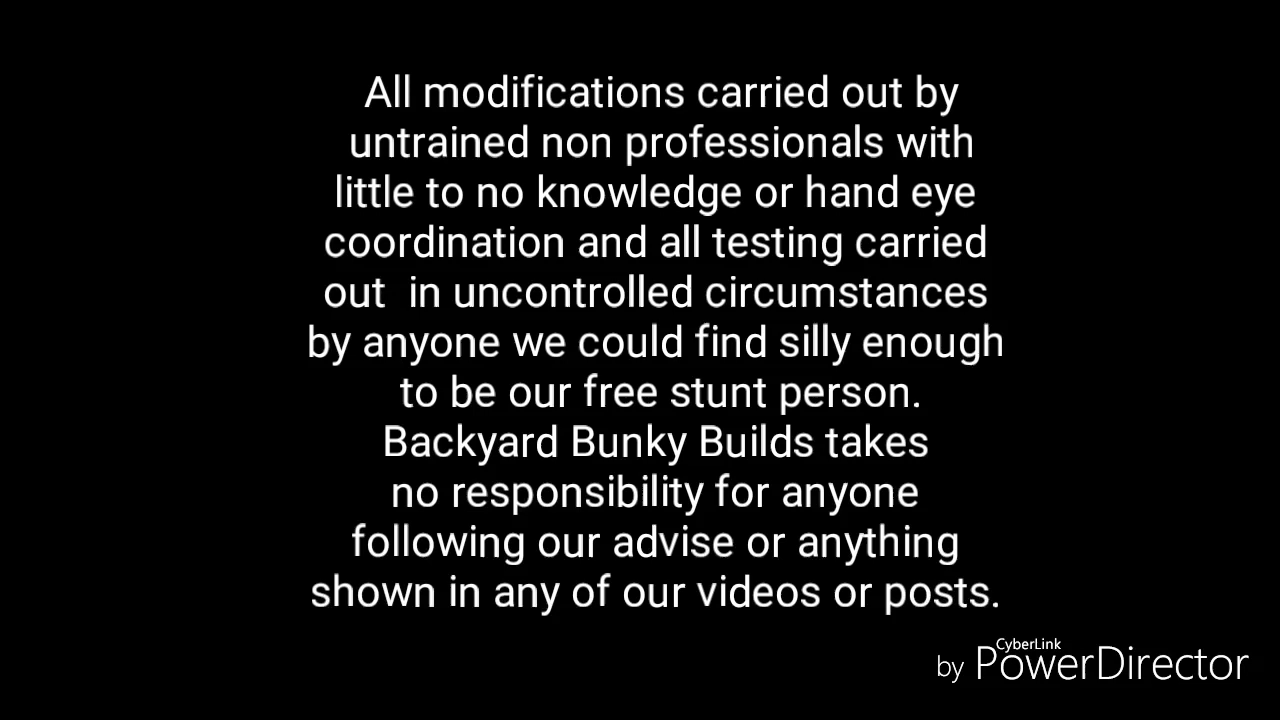 All modifications carried out by
untrained non professionals with
little to no knowledge or hand eye
coordination and all testing carried
out  in uncontrolled circumstances
by anyone we could find silly enough
to be our free stunt person.
Backyard Bunky Builds takes
no responsibility for anyone
following our advise or anything
shown in any of our videos or posts.
CyberLink
by PowerDirector